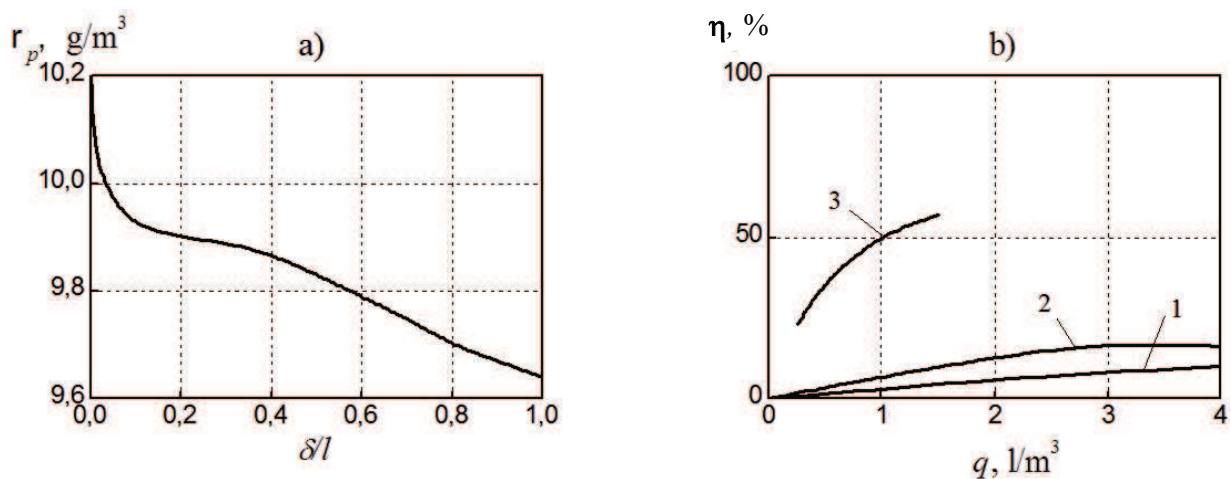 r_p, g/m³
a)
10,2
10,0
9,8
9,6
0,0 0,2 0,4 0,6 0,8 1,0
δ/l
η, %
b)
100
50
0
3
2
1
0 1 2 3 4
q, l/m³